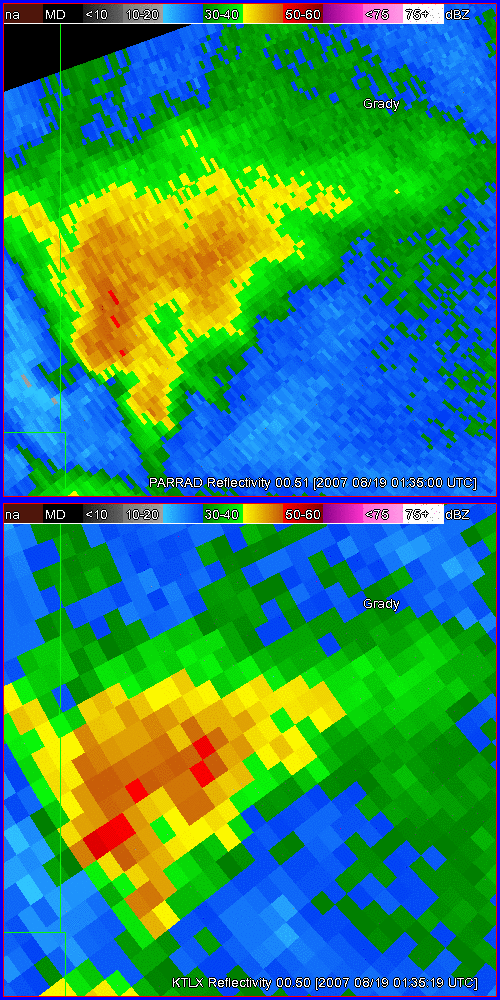 na MD <10 10-20 30-40 50-60 <75 75+ dBZ
Grady
PARRAD Reflectivity 00.51 [2007 08/19 01:35:00 UTC]
na MD <10 10-20 30-40 50-60 <75 75+ dBZ
Grady
KTLX Reflectivity 00.50 [2007 08/19 01:35:19 UTC]